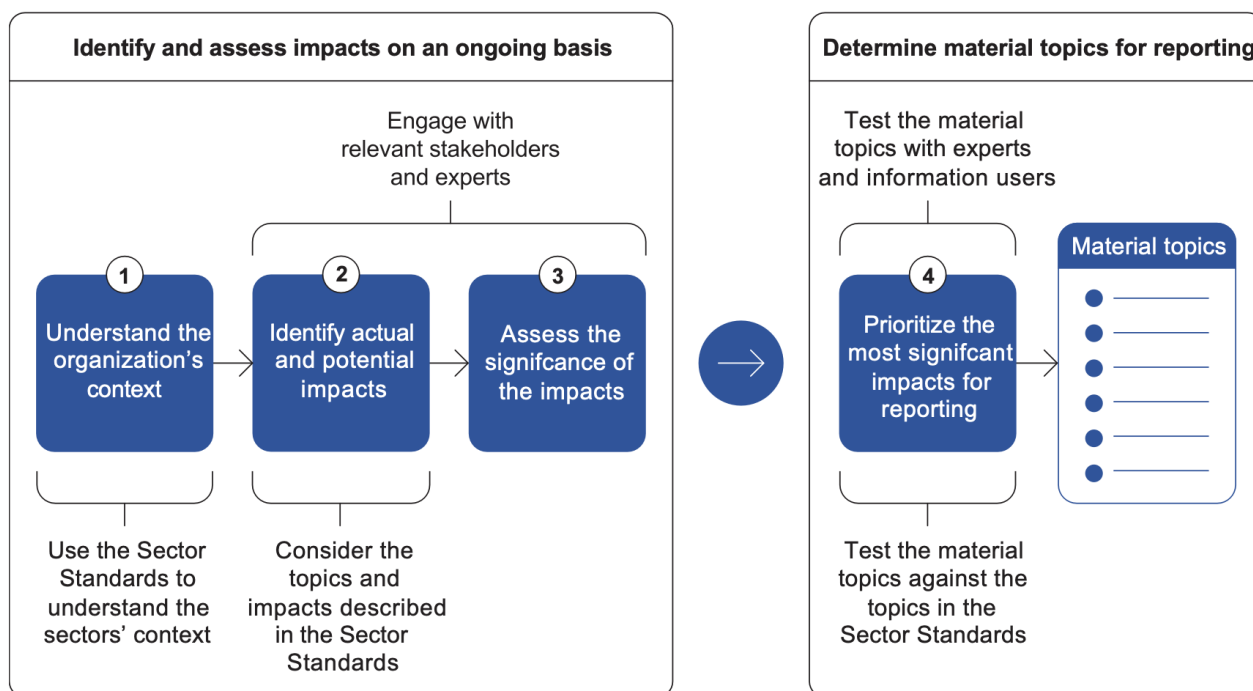 Identify and assess impacts on an ongoing basis
Engage with
relevant stakeholders
and experts
1
Understand the
organization's
context
2
Identify actual
and potential
impacts
3
Assess the
signifcance of
the impacts
Use the Sector
Standards to
understand the
sectors' context
Consider the
topics and
impacts described
in the Sector
Standards
Determine material topics for reporting
Test the material
topics with experts
and information users
4
Prioritize the
most signifcant
impacts for
reporting
Material topics
Test the material
topics against the
topics in the
Sector Standards